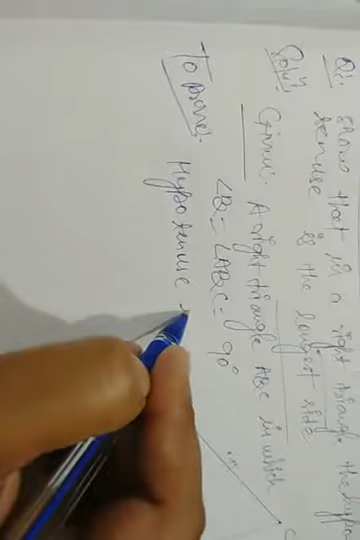 Q1. Show that in a right triangle the hypo
tenuse is the longest side
Solu":
Given: A right triangle ABC in which
∠B = ∠ABC = 90°
To prove:
Hypotenuse
C